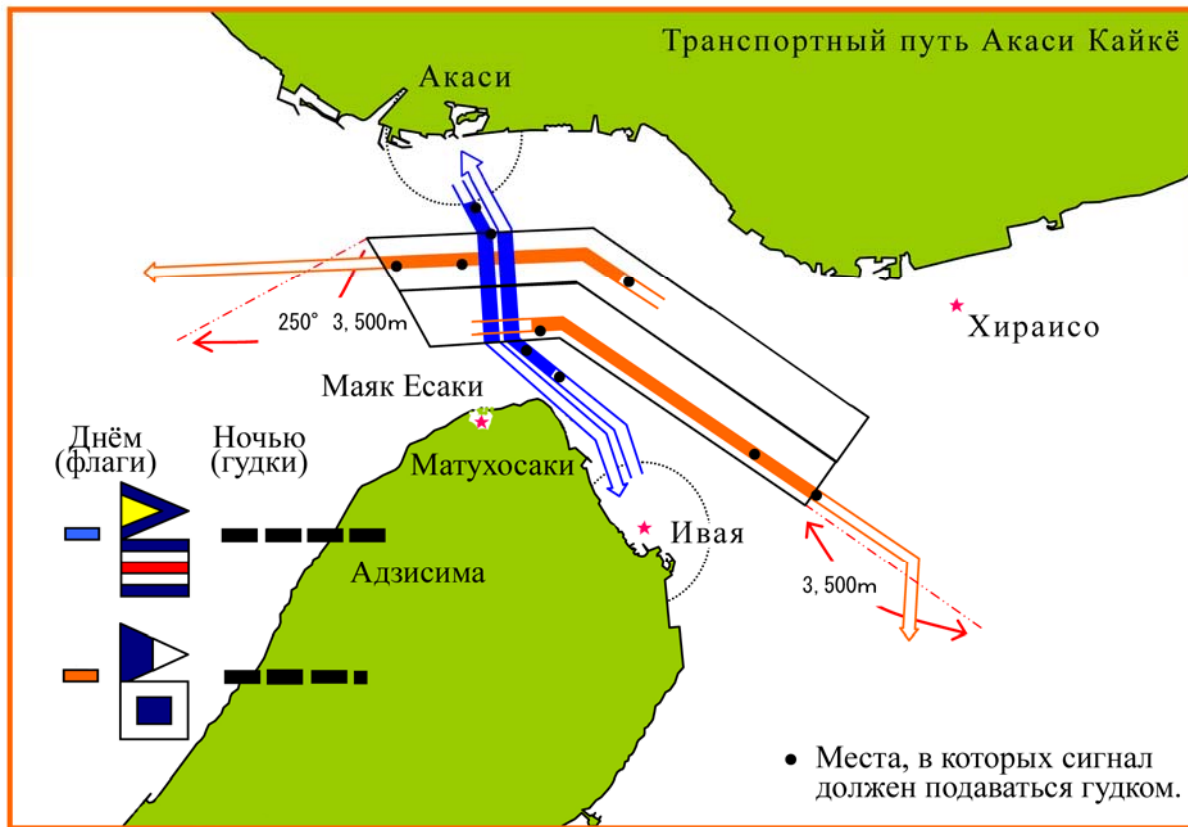 Транспортный путь Акаси Кайкё
Акаси
250° 3,500m
Хираисо
Маяк Есаки
Днём
(флаги)
Ночью
(гудки)
Матухосаки
Ивая
Адзисима
3,500m
● Места, в которых сигнал
должен подаваться гудком.